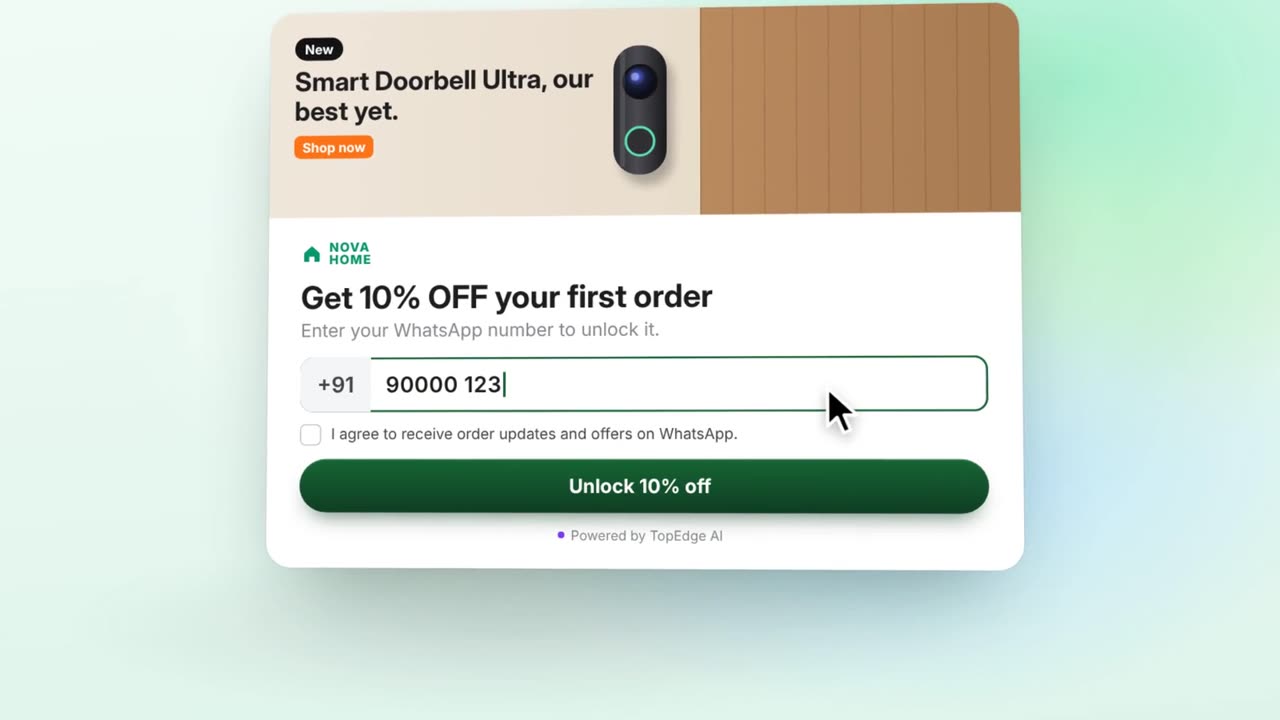 New
Smart Doorbell Ultra, our
best yet.
Shop now
NOVA
HOME
Get 10% OFF your first order
Enter your WhatsApp number to unlock it.
+91 90000 123
I agree to receive order updates and offers on WhatsApp.
Unlock 10% off
Powered by TopEdge AI